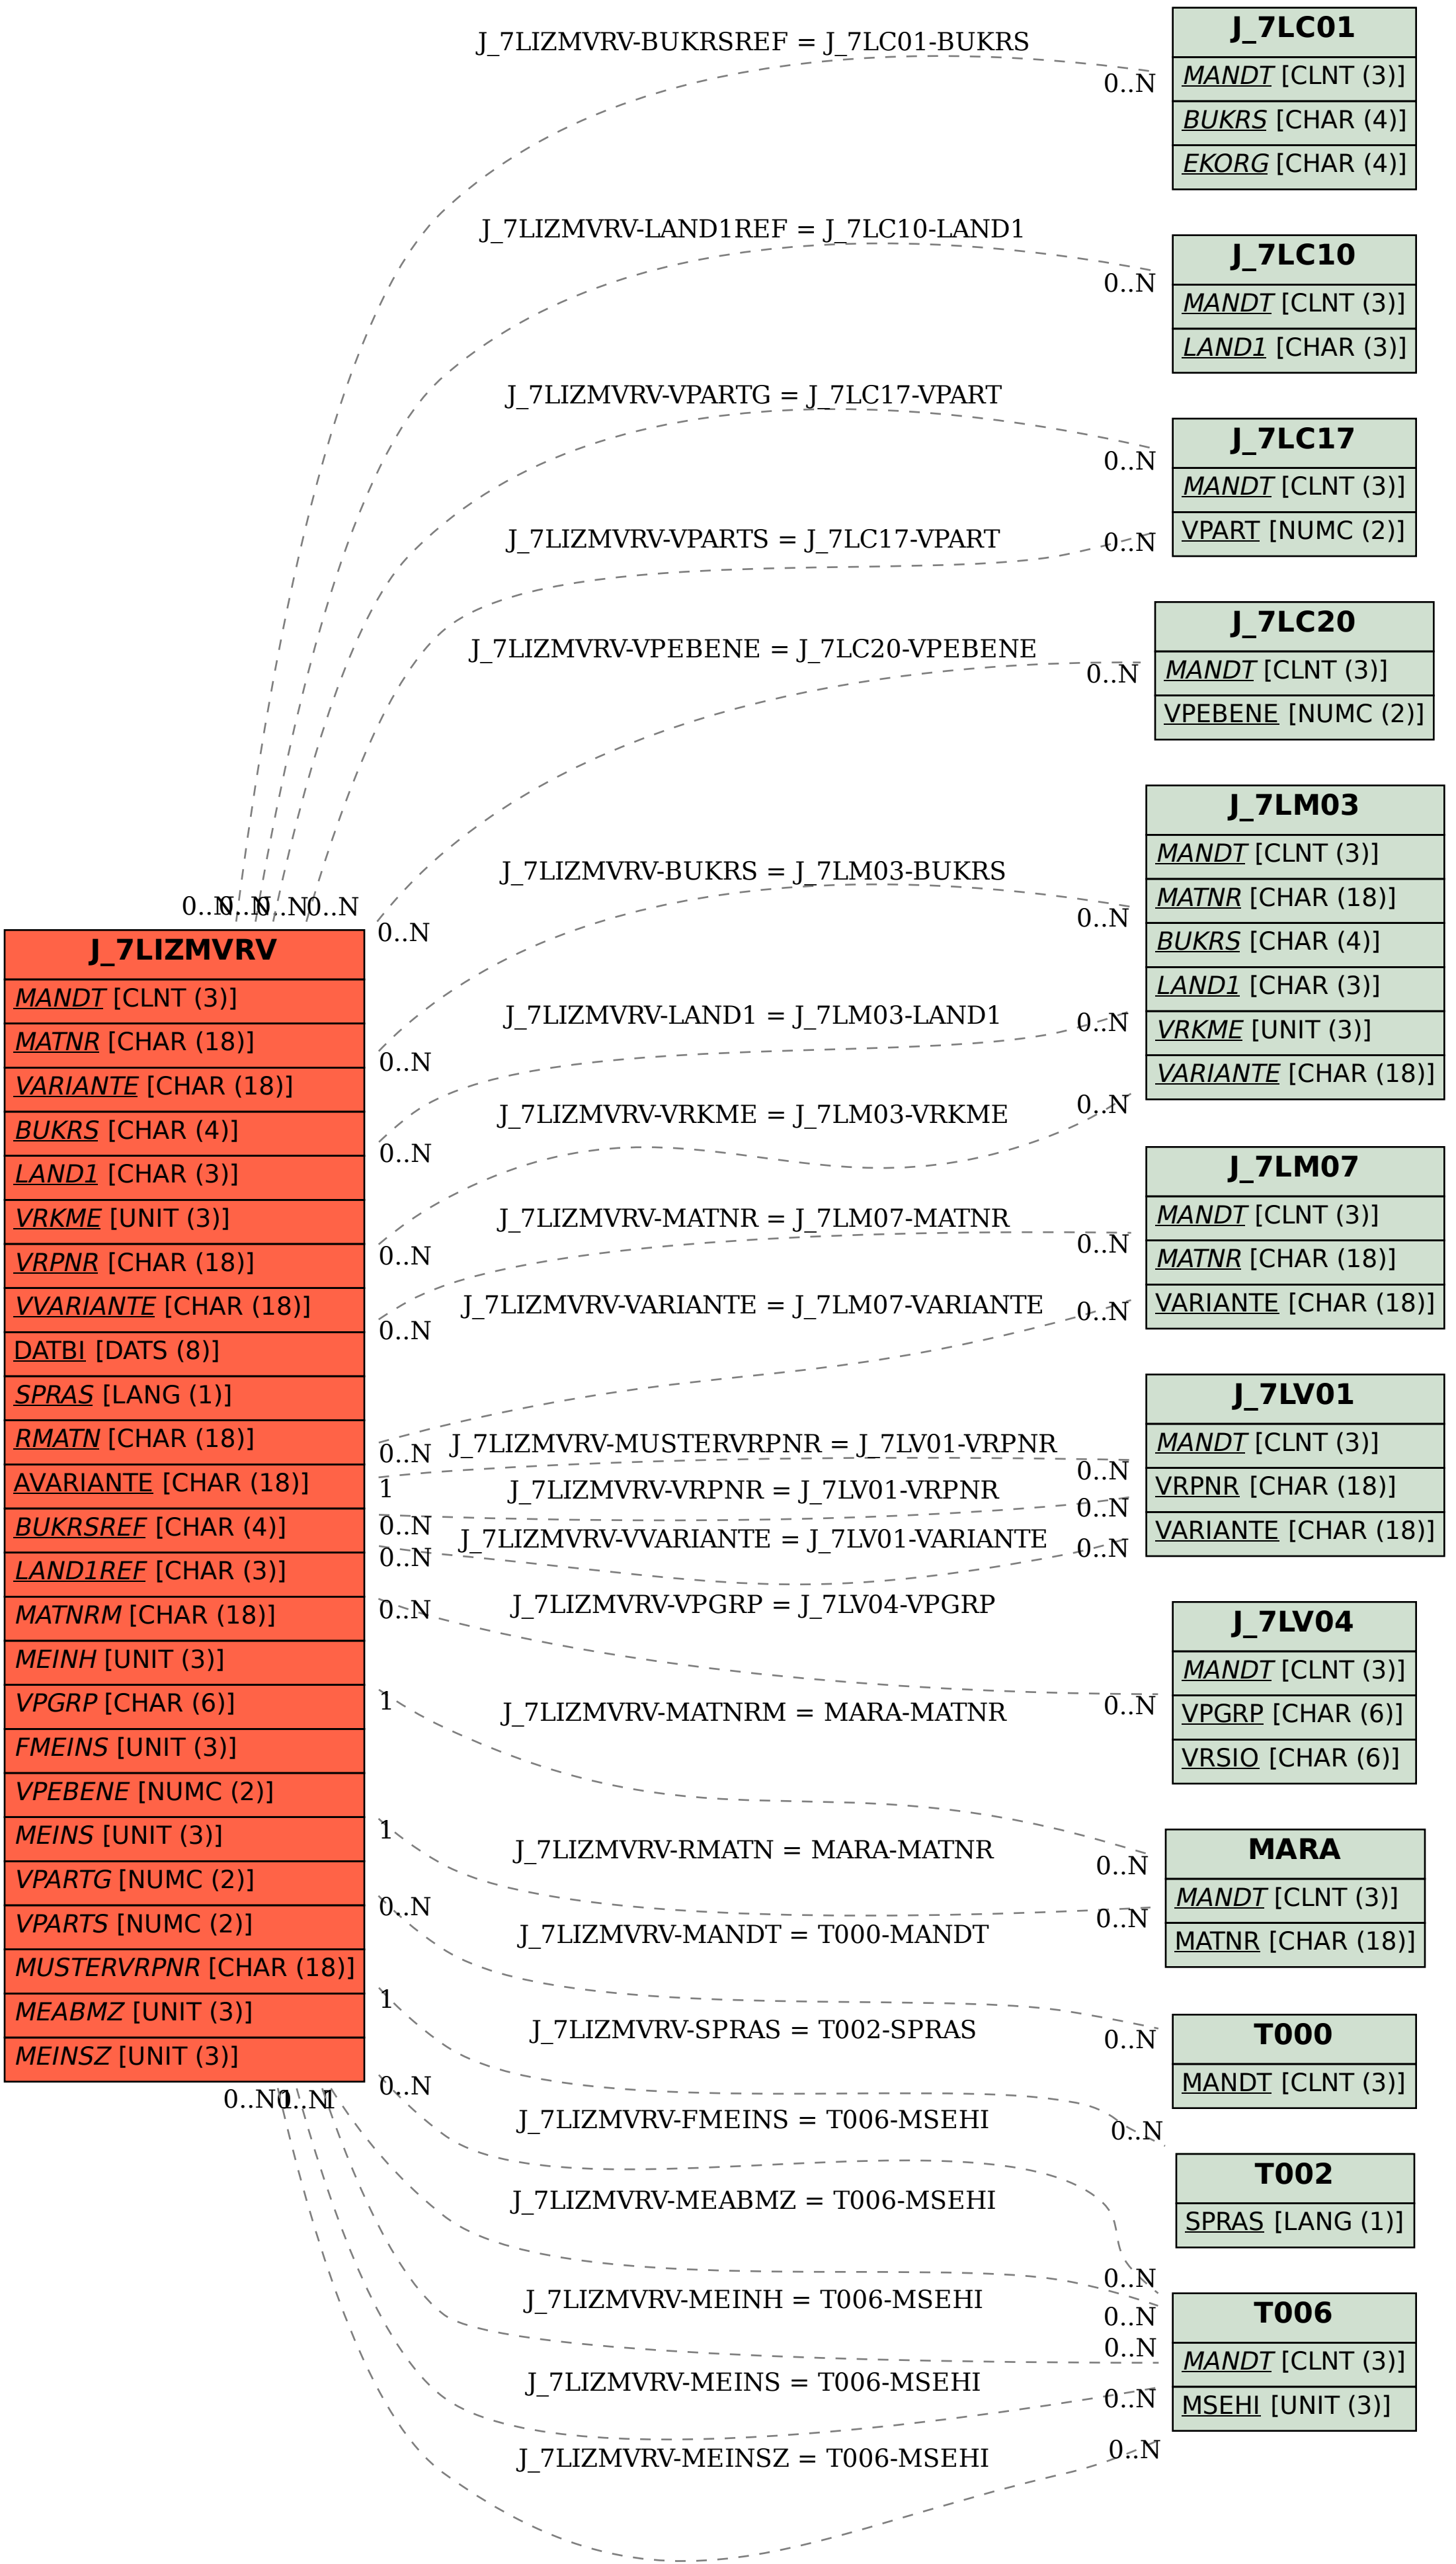 J_7LIZMVRV-BUKRSREF = J_7LC01-BUKRS
0..N
J_7LC01
MANDT [CLNT (3)]
BUKRS [CHAR (4)]
EKORG [CHAR (4)]
J_7LIZMVRV-LAND1REF = J_7LC10-LAND1
0..N
J_7LC10
MANDT [CLNT (3)]
LAND1 [CHAR (3)]
J_7LIZMVRV-VPARTG = J_7LC17-VPART
0..N
J_7LC17
MANDT [CLNT (3)]
VPART [NUMC (2)]
J_7LIZMVRV-VPARTS = J_7LC17-VPART
0..N
J_7LIZMVRV-VPEBENE = J_7LC20-VPEBENE
0..N
J_7LC20
MANDT [CLNT (3)]
VPEBENE [NUMC (2)]
J_7LIZMVRV-BUKRS = J_7LM03-BUKRS
0..N
J_7LIZMVRV-LAND1 = J_7LM03-LAND1
0..N
J_7LIZMVRV-VRKME = J_7LM03-VRKME
0..N
J_7LM03
MANDT [CLNT (3)]
MATNR [CHAR (18)]
BUKRS [CHAR (4)]
LAND1 [CHAR (3)]
VRKME [UNIT (3)]
VARIANTE [CHAR (18)]
0..N
0..N
0..N
0..N
0..N
J_7LIZMVRV
MANDT [CLNT (3)]
MATNR [CHAR (18)]
VARIANTE [CHAR (18)]
BUKRS [CHAR (4)]
LAND1 [CHAR (3)]
VRKME [UNIT (3)]
VRPNR [CHAR (18)]
VVARIANTE [CHAR (18)]
DATBI [DATS (8)]
SPRAS [LANG (1)]
RMATN [CHAR (18)]
AVARIANTE [CHAR (18)]
BUKRSREF [CHAR (4)]
LAND1REF [CHAR (3)]
MATNRM [CHAR (18)]
MEINH [UNIT (3)]
VPGRP [CHAR (6)]
FMEINS [UNIT (3)]
VPEBENE [NUMC (2)]
MEINS [UNIT (3)]
VPARTG [NUMC (2)]
VPARTS [NUMC (2)]
MUSTERVRPNR [CHAR (18)]
MEABMZ [UNIT (3)]
MEINSZ [UNIT (3)]
0..N
0..N
0..N
0..N
0..N
1
0..N
0..N
0..N
1
1
0..N
1
0..N
0..N
1
0..N
1
J_7LIZMVRV-MATNR = J_7LM07-MATNR
0..N
J_7LIZMVRV-VARIANTE = J_7LM07-VARIANTE
0..N
J_7LM07
MANDT [CLNT (3)]
MATNR [CHAR (18)]
VARIANTE [CHAR (18)]
J_7LIZMVRV-MUSTERVRPNR = J_7LV01-VRPNR
0..N
J_7LIZMVRV-VRPNR = J_7LV01-VRPNR
0..N
J_7LIZMVRV-VVARIANTE = J_7LV01-VARIANTE
0..N
J_7LV01
MANDT [CLNT (3)]
VRPNR [CHAR (18)]
VARIANTE [CHAR (18)]
J_7LIZMVRV-VPGRP = J_7LV04-VPGRP
0..N
J_7LV04
MANDT [CLNT (3)]
VPGRP [CHAR (6)]
VRSIO [CHAR (6)]
J_7LIZMVRV-MATNRM = MARA-MATNR
0..N
J_7LIZMVRV-RMATN = MARA-MATNR
0..N
MARA
MANDT [CLNT (3)]
MATNR [CHAR (18)]
J_7LIZMVRV-MANDT = T000-MANDT
0..N
T000
MANDT [CLNT (3)]
J_7LIZMVRV-SPRAS = T002-SPRAS
0..N
T002
SPRAS [LANG (1)]
J_7LIZMVRV-FMEINS = T006-MSEHI
0..N
J_7LIZMVRV-MEABMZ = T006-MSEHI
0..N
J_7LIZMVRV-MEINH = T006-MSEHI
0..N
J_7LIZMVRV-MEINS = T006-MSEHI
0..N
J_7LIZMVRV-MEINSZ = T006-MSEHI
0..N
T006
MANDT [CLNT (3)]
MSEHI [UNIT (3)]